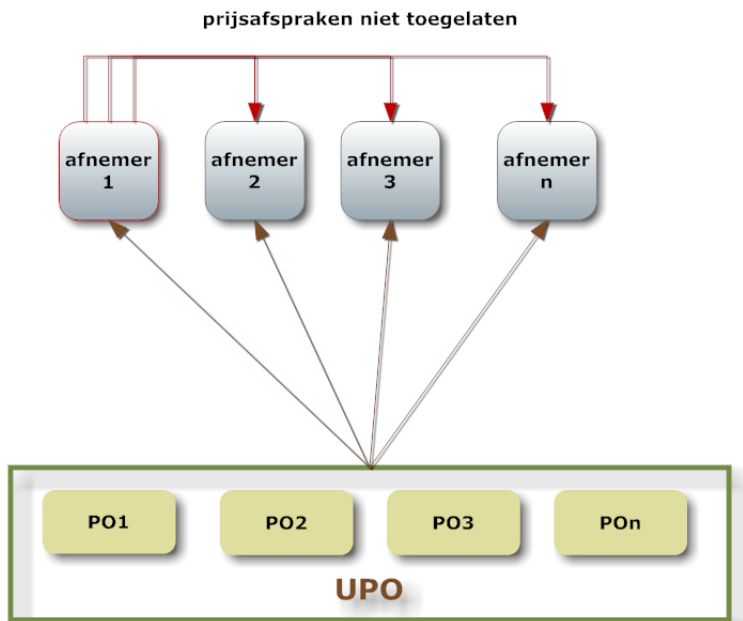 prijsafspraken niet toegelaten
afnemer
1
afnemer
2
afnemer
3
afnemer
n
PO1
PO2
PO3
POn
UPO